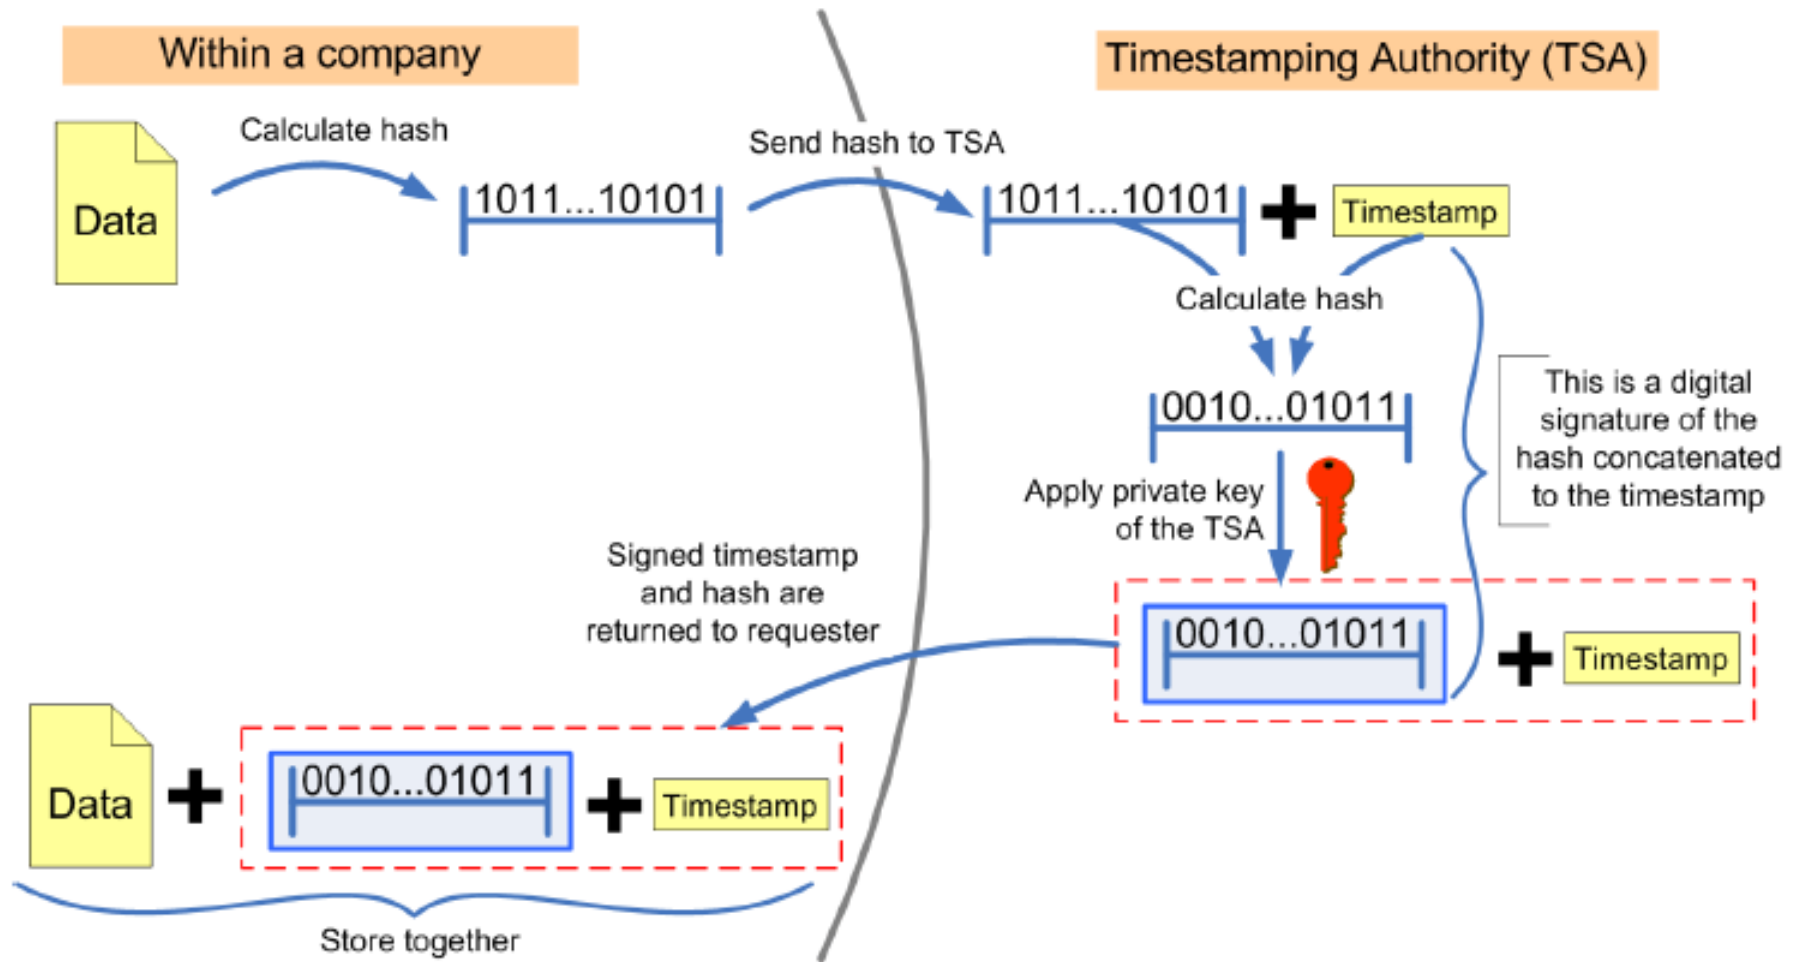 Within a company
Timestamping Authority (TSA)
Calculate hash
Send hash to TSA
Data
1011...10101
1011...10101
Timestamp
Calculate hash
0010...01011
This is a digital
signature of the
hash concatenated
to the timestamp
Apply private key
of the TSA
Signed timestamp
and hash are
returned to requester
0010...01011
Timestamp
Data
0010...01011
Timestamp
Store together